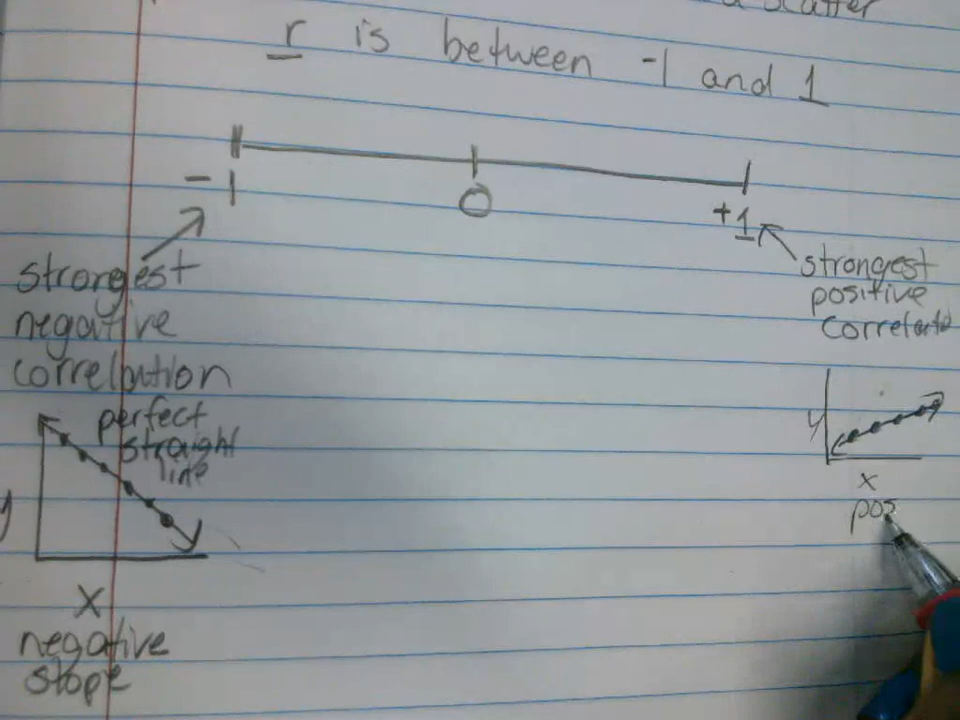 a scatter
r is between -1 and 1
-1
0
+1
strongest
negative
correlation
strongest
positive
perfect
straight
line
y
x
pos
y
X
negative
slope